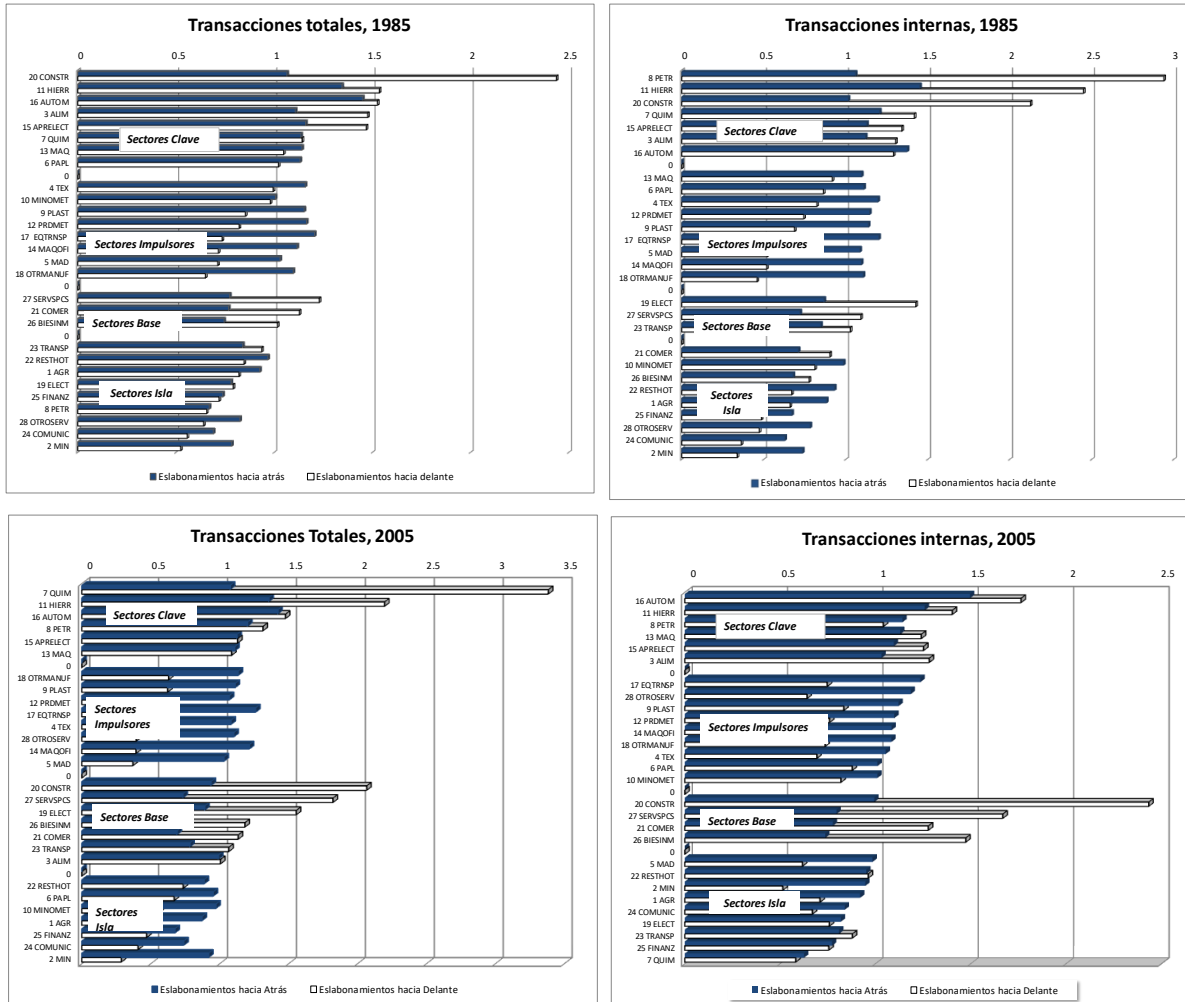 Transacciones totales, 1985
0 0.5 1 1.5 2 2.5
20 CONSTR
11 HIERR
16 AUTOM
3 ALIM
15 APRELECT
7 QUIM
13 MAQ
6 PAPL
0
4 TEX
10 MINOMET
9 PLAST
12 PRDMET
17 EQTRNSP
14 MAQOFI
5 MAD
18 OTRMANUF
0
27 SERVSPCS
21 COMER
26 BIESINM
0
23 TRANSP
22 RESTHOT
1 AGR
19 ELECT
25 FINANZ
8 PETR
28 OTROSERV
24 COMUNIC
2 MIN
Sectores Clave
Sectores Impulsores
Sectores Base
Sectores Isla
Eslabonamientos hacia atrás Eslabonamientos hacia delante
Transacciones internas, 1985
0 0.5 1 1.5 2 2.5 3
8 PETR
11 HIERR
20 CONSTR
7 QUIM
15 APRELECT
3 ALIM
16 AUTOM
0
13 MAQ
6 PAPL
4 TEX
12 PRDMET
9 PLAST
17 EQTRNSP
5 MAD
14 MAQOFI
18 OTRMANUF
0
19 ELECT
27 SERVSPCS
23 TRANSP
0
21 COMER
10 MINOMET
26 BIESINM
22 RESTHOT
1 AGR
25 FINANZ
28 OTROSERV
24 COMUNIC
2 MIN
Sectores Clave
Sectores Impulsores
Sectores Base
Sectores
Isla
Eslabonamientos hacia atrás Eslabonamientos hacia delante
Transacciones Totales, 2005
0 0.5 1 1.5 2 2.5 3 3.5
7 QUIM
11 HIERR
16 AUTOM
8 PETR
15 APRELECT
13 MAQ
0
18 OTRMANUF
9 PLAST
12 PRDMET
17 EQTRNSP
4 TEX
28 OTROSERV
14 MAQOFI
5 MAD
0
20 CONSTR
27 SERVSPCS
19 ELECT
26 BIESINM
21 COMER
23 TRANSP
3 ALIM
0
22 RESTHOT
6 PAPL
10 MINOMET
1 AGR
25 FINANZ
24 COMUNIC
2 MIN
Sectores Clave
Sectores
Impulsores
Sectores Base
Sectores
Isla
Eslabonamientos hacia Atrás Eslabonamientos hacia Delante
Transacciones internas, 2005
0 0.5 1 1.5 2 2.5
16 AUTOM
11 HIERR
8 PETR
13 MAQ
15 APRELECT
3 ALIM
0
17 EQTRNSP
28 OTROSERV
9 PLAST
12 PRDMET
14 MAQOFI
18 OTRMANUF
4 TEX
6 PAPL
10 MINOMET
0
20 CONSTR
27 SERVSPCS
21 COMER
26 BIESINM
0
5 MAD
22 RESTHOT
2 MIN
1 AGR
24 COMUNIC
19 ELECT
23 TRANSP
25 FINANZ
7 QUIM
Sectores Clave
Sectores Impulsores
Sectores Base
Sectores Isla
Eslabonamientos hacia Atrás Eslabonamientos hacia Delante